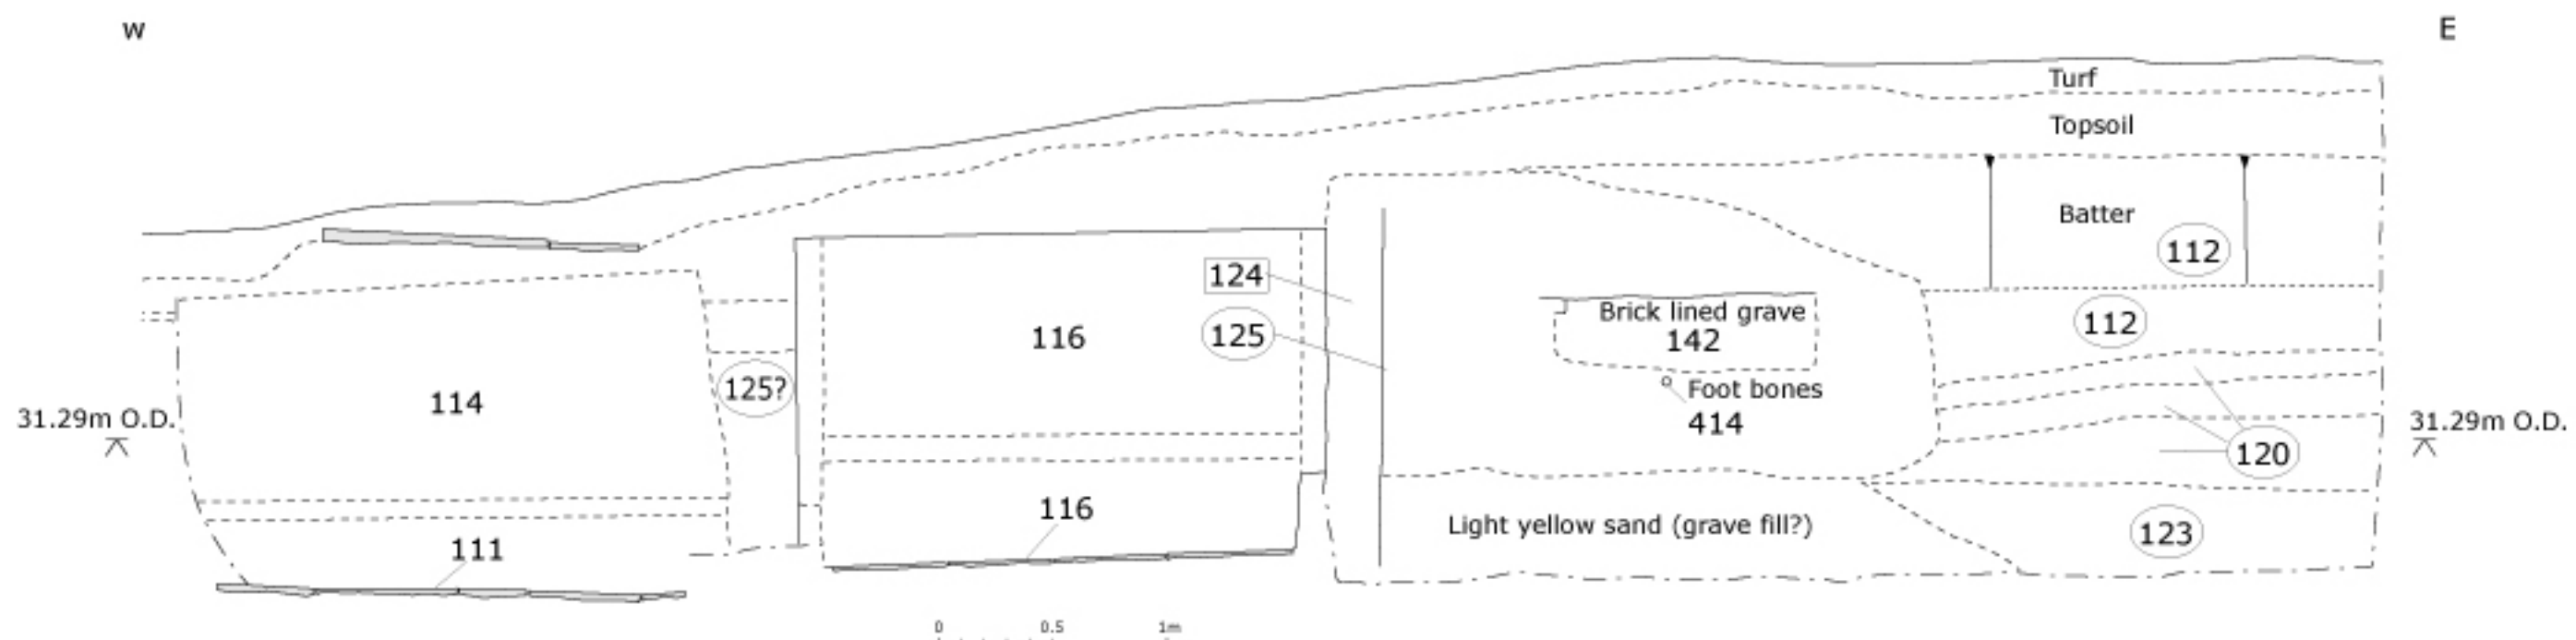 W
E
Turf
Topsoil
Batter
112
124
116
125
Brick lined grave
142
112
125?
Foot bones
114
414
31.29m O.D.
31.29m O.D.
120
116
Light yellow sand (grave fill?)
123
111
0 0.5 1m